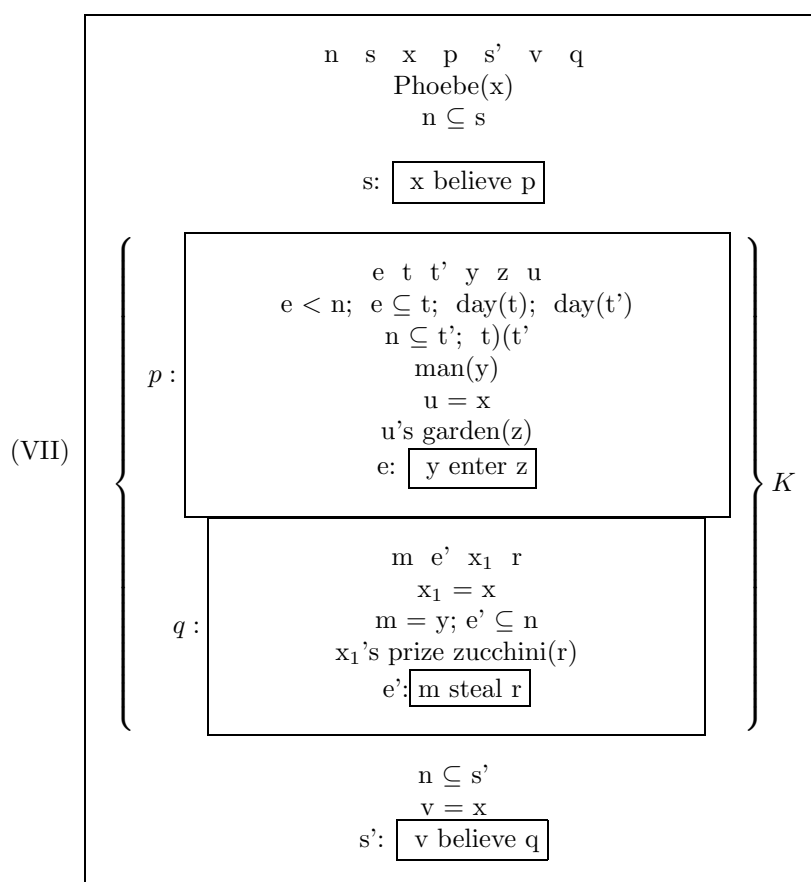 n s x p s' v q
Phoebe(x)
n ⊆ s
s: x believe p
e t t' y z u
e < n; e ⊆ t; day(t); day(t')
n ⊆ t'; t)(t'
man(y)
p :
u = x
u's garden(z)
(VII)
e: y enter z
K
m e' x₁ r
x₁ = x
q :
m = y; e' ⊆ n
x₁'s prize zucchini(r)
e': m steal r
n ⊆ s'
v = x
s': v believe q